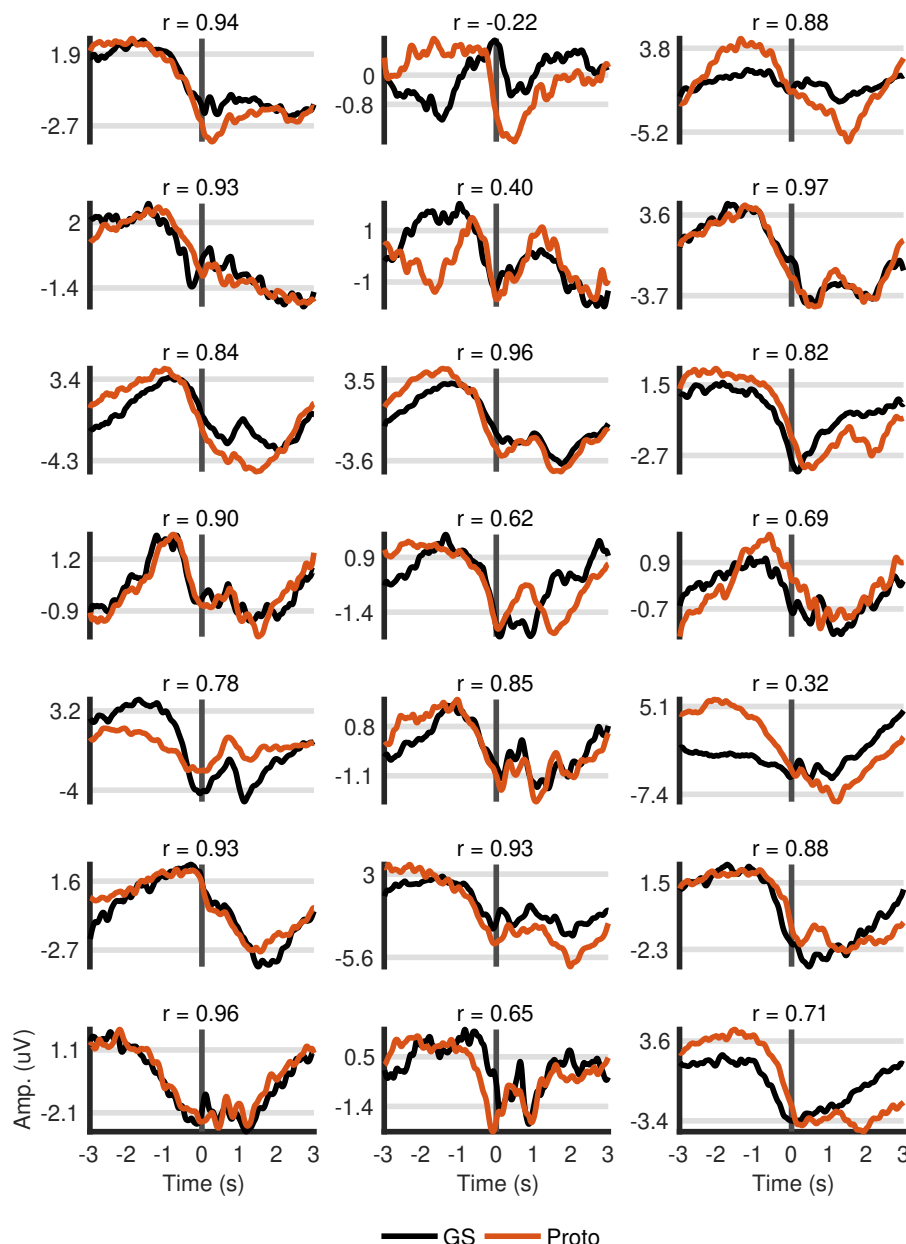 r = 0.94
r = -0.22
r = 0.88
1.9
-2.7
0
-0.8
3.8
-5.2
r = 0.93
r = 0.40
r = 0.97
2
-1.4
1
-1
3.6
-3.7
r = 0.84
r = 0.96
r = 0.82
3.4
-4.3
3.5
-3.6
1.5
-2.7
r = 0.90
r = 0.62
r = 0.69
1.2
-0.9
0.9
-1.4
0.9
-0.7
r = 0.78
r = 0.85
r = 0.32
3.2
-4
0.8
-1.1
5.1
-7.4
r = 0.93
r = 0.93
r = 0.88
1.6
-2.7
3
-5.6
1.5
-2.3
r = 0.96
r = 0.65
r = 0.71
Amp. (uV)
1.1
-2.1
0.5
-1.4
3.6
-3.4
-3 -2 -1 0 1 2 3
-3 -2 -1 0 1 2 3
-3 -2 -1 0 1 2 3
Time (s)
Time (s)
Time (s)
GS Proto